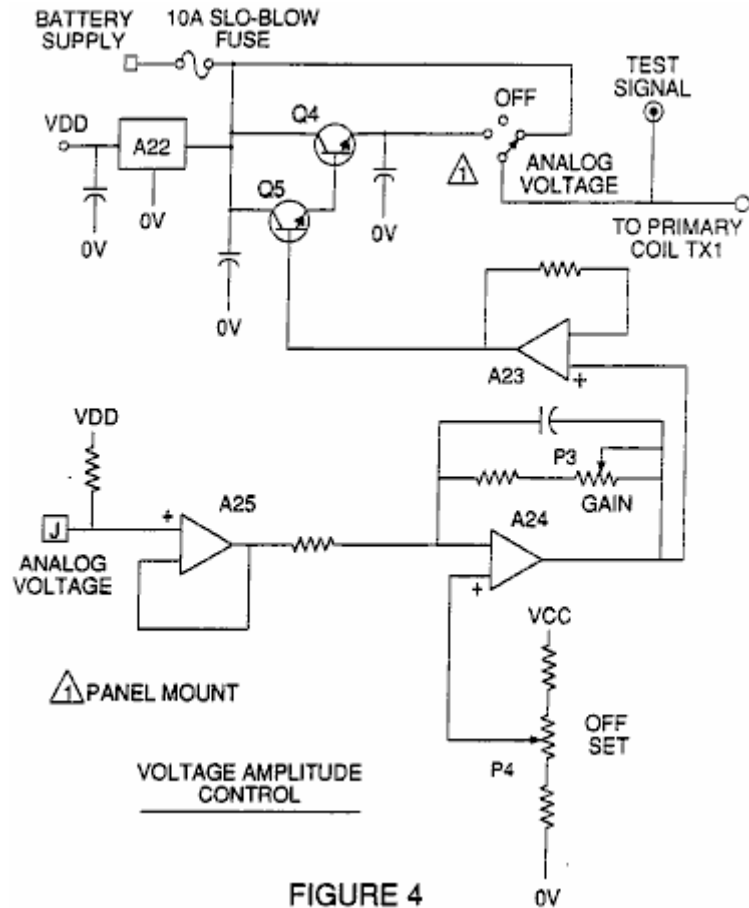 BATTERY
SUPPLY
10A SLO-BLOW
FUSE
TEST
SIGNAL
OFF
Q4
VDD
A22
1
ANALOG
VOLTAGE
Q5
0V
0V
0V
0V
TO PRIMARY
COIL TX1
A23
+
VDD
P3
GAIN
A25
A24
+
J
ANALOG
VOLTAGE
+
VCC
1 PANEL MOUNT
OFF
SET
P4
VOLTAGE AMPLITUDE
CONTROL
0V
FIGURE 4